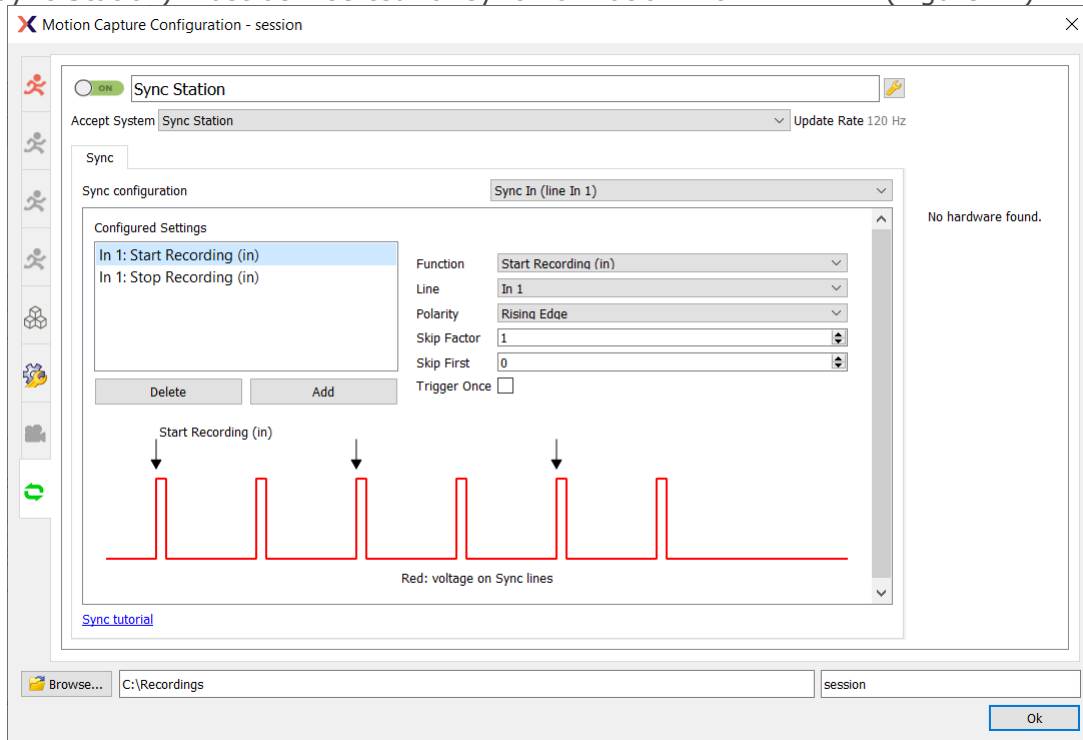 Motion Capture Configuration - session
ON Sync Station
Accept System Sync Station Update Rate 120 Hz
Sync
Sync configuration Sync In (line In 1)
No hardware found.
Configured Settings
In 1: Start Recording (in)
In 1: Stop Recording (in)
Function Start Recording (in)
Line In 1
Polarity Rising Edge
Skip Factor 1
Skip First 0
Trigger Once
Delete Add
Start Recording (in)
Red: voltage on Sync lines
Sync tutorial
Browse... C:\Recordings session
Ok